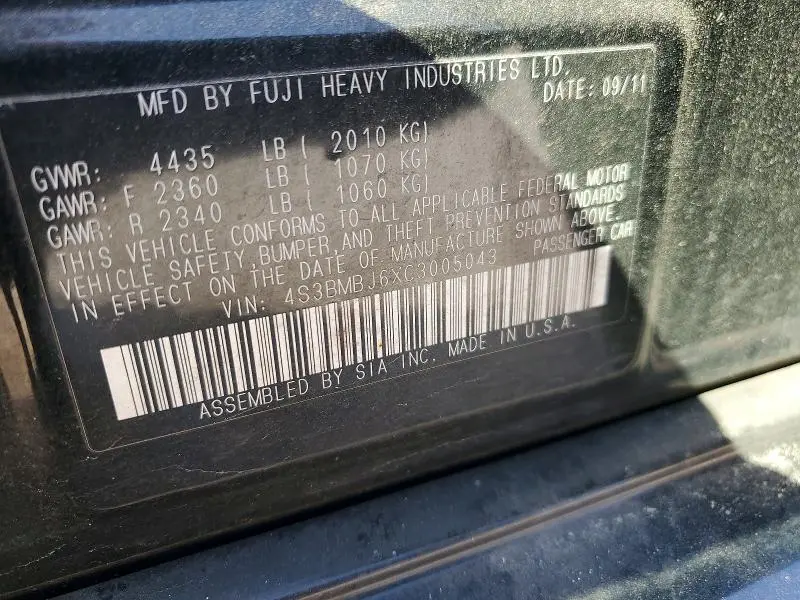 MFD BY FUJI HEAVY INDUSTRIES LTD.
DATE: 09/11
GVWR: 4435 LB ( 2010 KG)
GAWR: F 2360 LB ( 1070 KG)
GAWR: R 2340 LB ( 1060 KG)
THIS VEHICLE CONFORMS TO ALL APPLICABLE FEDERAL MOTOR
VEHICLE SAFETY, BUMPER, AND THEFT PREVENTION STANDARDS
IN EFFECT ON THE DATE OF MANUFACTURE SHOWN ABOVE.
VIN: 4S3BMBJ6XC3005043 PASSENGER CAR
ASSEMBLED BY SIA INC. MADE IN U.S.A.